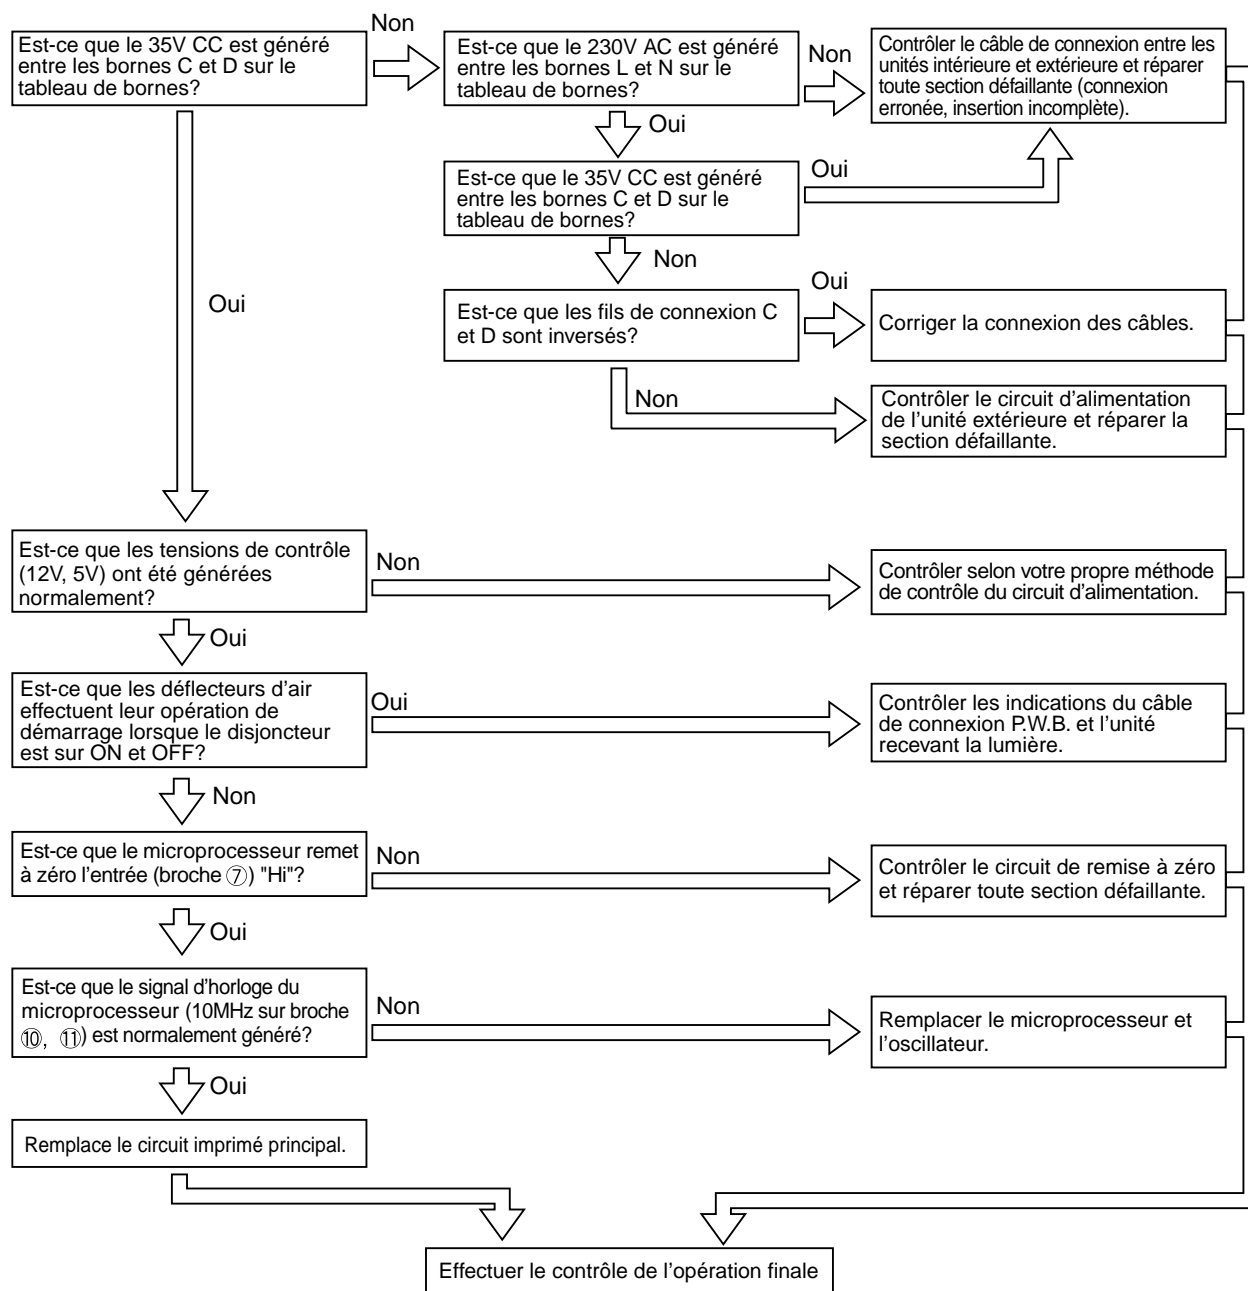 Non
Est-ce que le 35V CC est généré
entre les bornes C et D sur le
tableau de bornes?
Est-ce que le 230V AC est généré
entre les bornes L et N sur le
tableau de bornes?
Non
Contrôler le câble de connexion entre les
unités intérieure et extérieure et réparer
toute section défaillante (connexion
erronée, insertion incomplète).
Oui
Est-ce que le 35V CC est généré
entre les bornes C et D sur le
tableau de bornes?
Oui
Non
Oui
Oui
Est-ce que les fils de connexion C
et D sont inversés?
Corriger la connexion des câbles.
Non
Contrôler le circuit d'alimentation
de l'unité extérieure et réparer la
section défaillante.
Est-ce que les tensions de contrôle
(12V, 5V) ont été générées
normalement?
Non
Contrôler selon votre propre méthode
de contrôle du circuit d'alimentation.
Oui
Est-ce que les déflecteurs d'air
effectuent leur opération de
démarrage lorsque le disjoncteur
est sur ON et OFF?
Oui
Contrôler les indications du câble
de connexion P.W.B. et l'unité
recevant la lumière.
Non
Est-ce que le microprocesseur remet
à zéro l'entrée (broche ⑦) "Hi"?
Non
Contrôler le circuit de remise à zéro
et réparer toute section défaillante.
Oui
Est-ce que le signal d'horloge du
microprocesseur (10MHz sur broche
⑩, ⑪) est normalement généré?
Non
Remplacer le microprocesseur et
l'oscillateur.
Oui
Remplace le circuit imprimé principal.
Effectuer le contrôle de l'opération finale